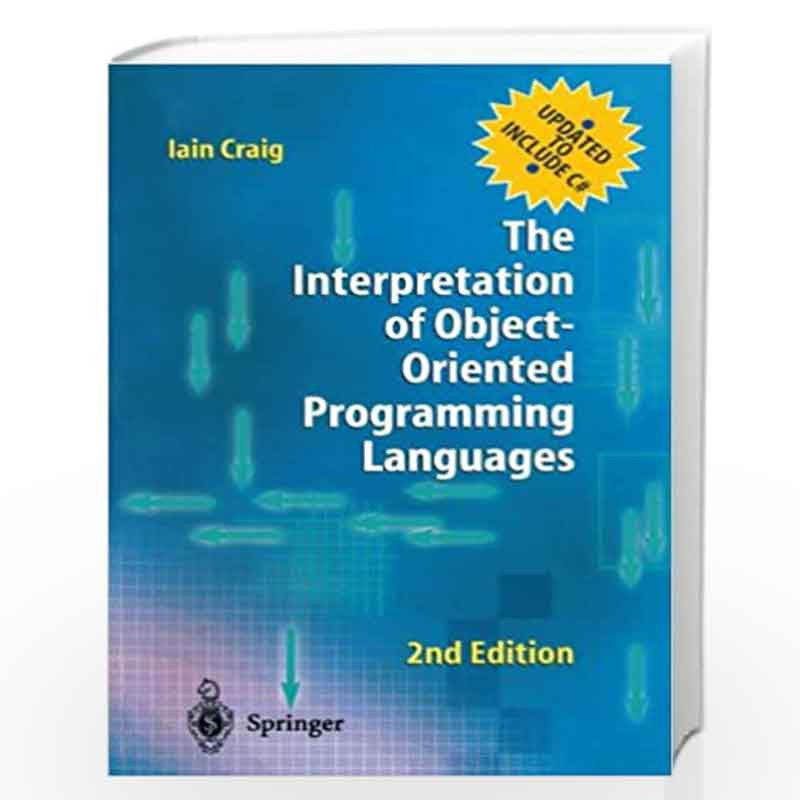 Iain Craig
UPDATED
TO
INCLUDE C#
The
Interpretation
of Object-
Oriented
Programming
Languages
2nd Edition
Springer